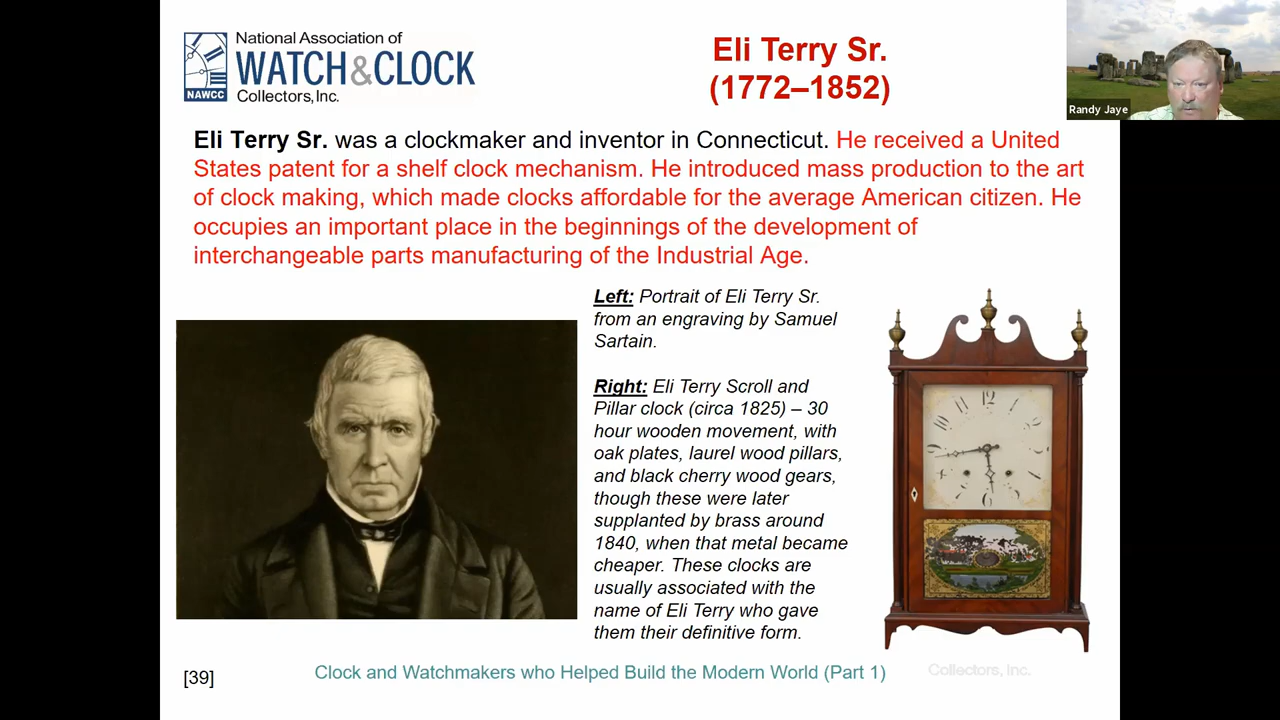 National Association of
WATCH&CLOCK
NAWCC
Collectors, Inc.
Eli Terry Sr.
(1772–1852)
Randy Jaye
Eli Terry Sr. was a clockmaker and inventor in Connecticut. He received a United
States patent for a shelf clock mechanism. He introduced mass production to the art
of clock making, which made clocks affordable for the average American citizen. He
occupies an important place in the beginnings of the development of
interchangeable parts manufacturing of the Industrial Age.
Left: Portrait of Eli Terry Sr.
from an engraving by Samuel
Sartain.
Right: Eli Terry Scroll and
Pillar clock (circa 1825) – 30
hour wooden movement, with
oak plates, laurel wood pillars,
and black cherry wood gears,
though these were later
supplanted by brass around
1840, when that metal became
cheaper. These clocks are
usually associated with the
name of Eli Terry who gave
them their definitive form.
[39]
Clock and Watchmakers who Helped Build the Modern World (Part 1)
Collectors, Inc.